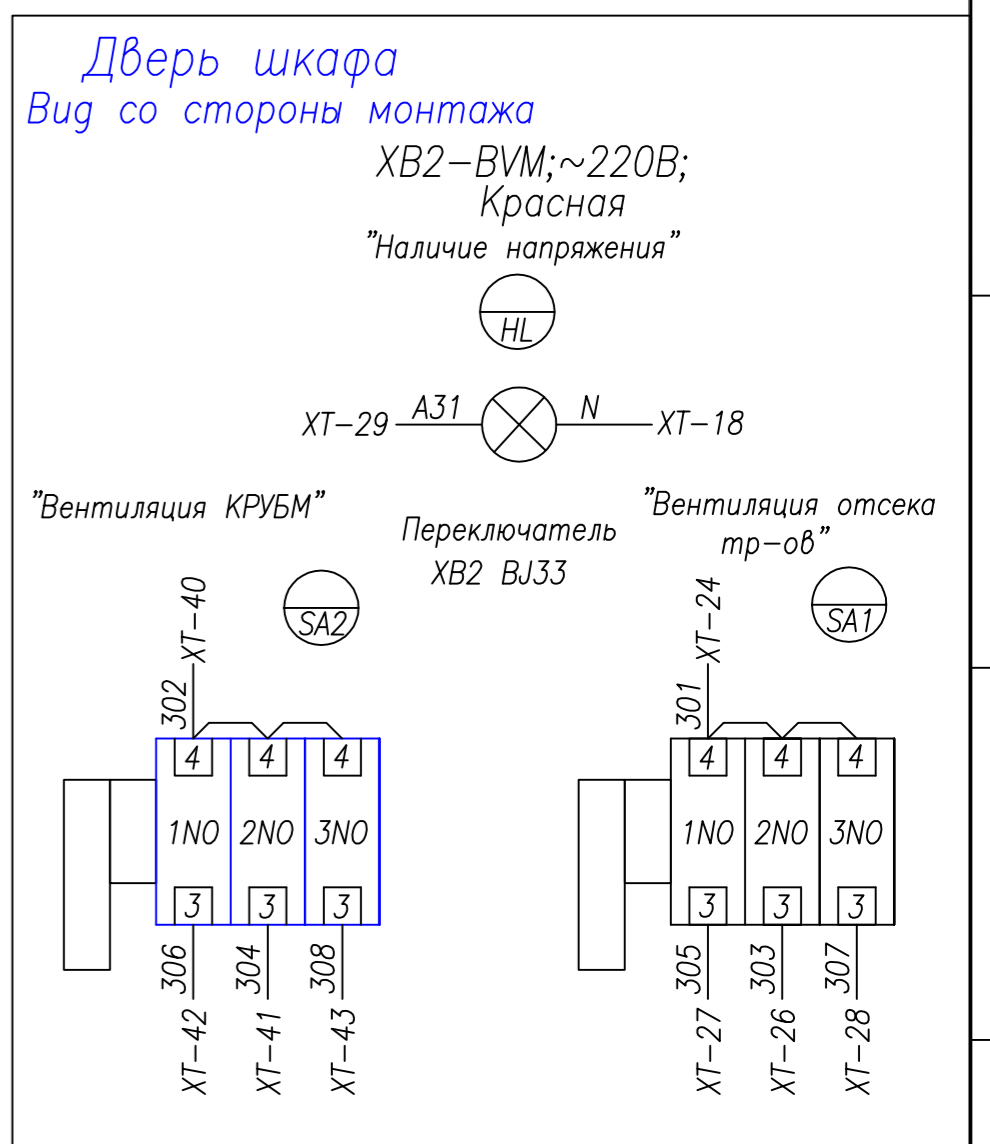 Дверь шкафа
Вид со стороны монтажа
XB2-BVM;~220В;
Красная
"Наличие напряжения"
HL
XT-29 A31 N XT-18
"Вентиляция КРУБМ"
Переключатель
XB2 BJ33
"Вентиляция отсека
тр-ов"
SA2
SA1
302 XT-40
4 4 4
1NO 2NO 3NO
3 3 3
306 304 308
XT-42 XT-41 XT-43
301 XT-24
4 4 4
1NO 2NO 3NO
3 3 3
305 303 307
XT-27 XT-26 XT-28